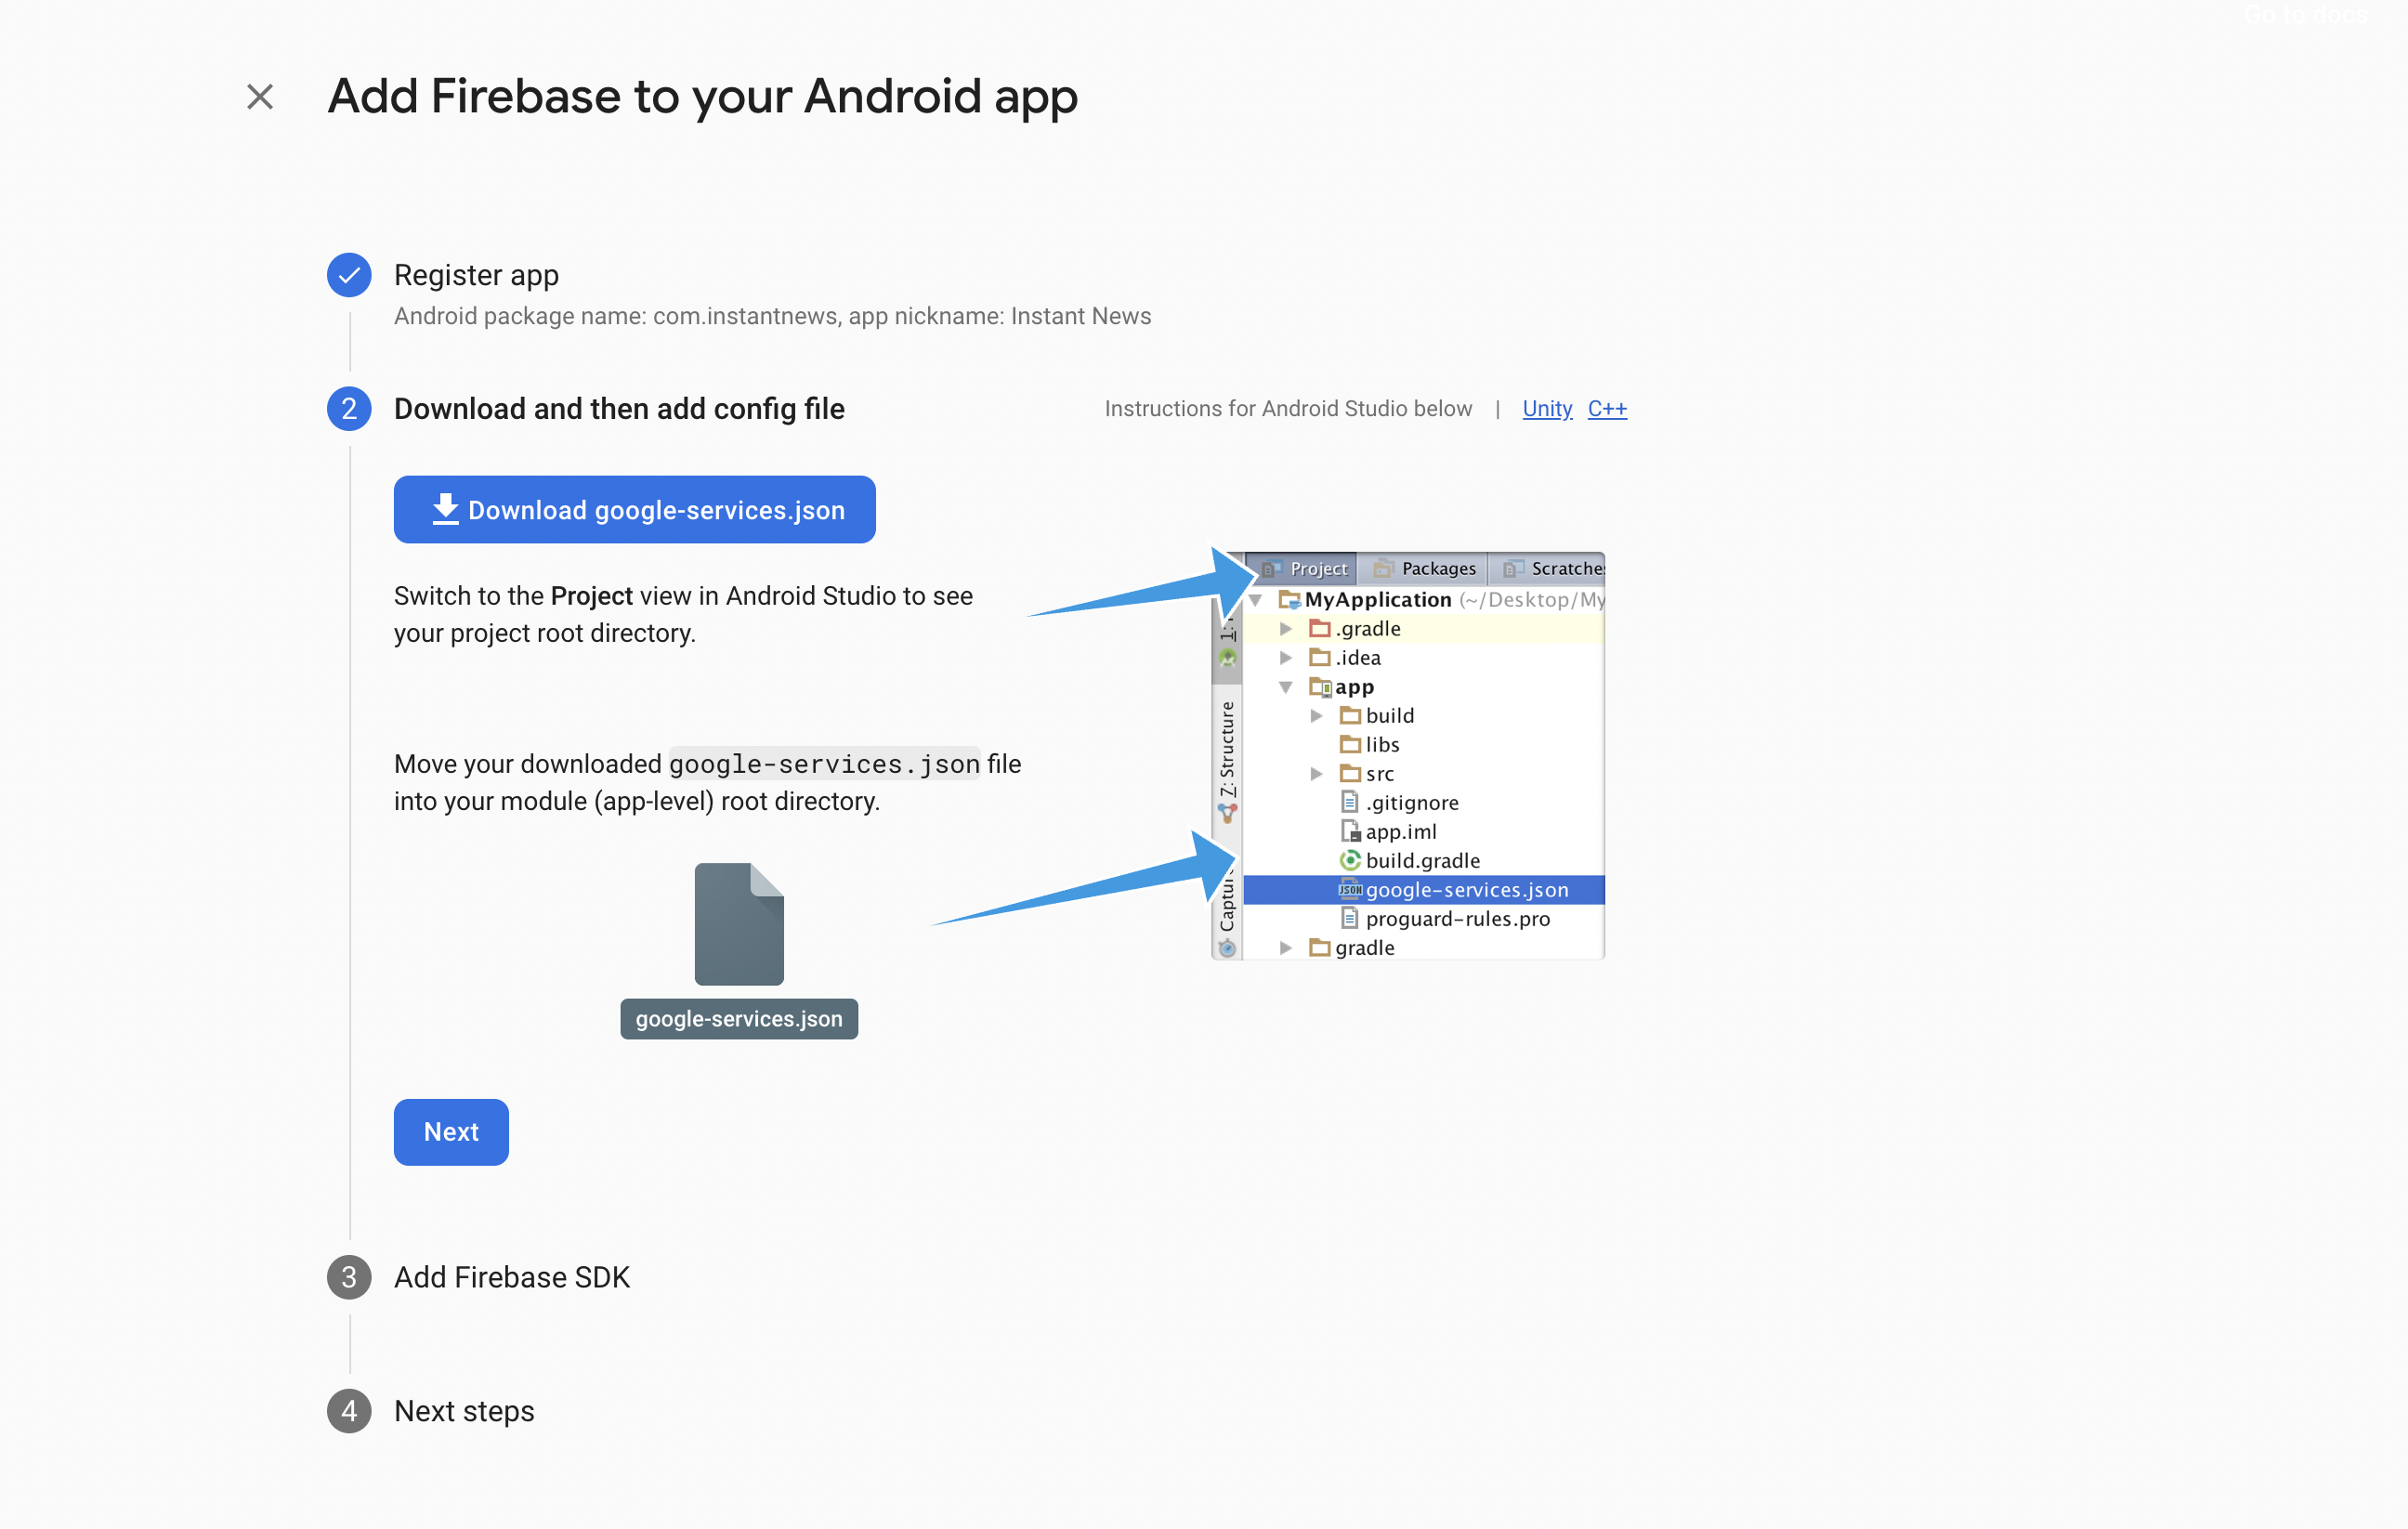 Go to docs
Add Firebase to your Android app
Register app
Android package name: com.instantnews, app nickname: Instant News
2 Download and then add config file
Instructions for Android Studio below | Unity C++
Download google-services.json
Switch to the Project view in Android Studio to see
your project root directory.
Move your downloaded google-services.json file
into your module (app-level) root directory.
google-services.json
Project Packages Scratches
MyApplication (~/Desktop/My
.gradle
.idea
app
build
libs
src
.gitignore
app.iml
build.gradle
JSON google-services.json
proguard-rules.pro
gradle
1:
7: Structure
Captur
Next
3 Add Firebase SDK
4 Next steps